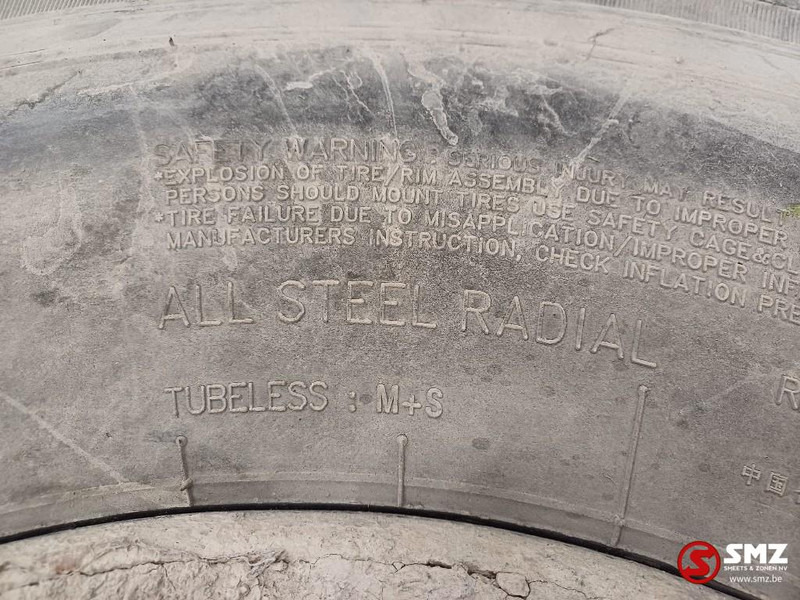 SAFETY WARNING : SERIOUS INJURY MAY RESULT
*EXPLOSION OF TIRE/RIM ASSEMBLY DUE TO IMPROPER
PERSONS SHOULD MOUNT TIRES USE SAFETY CAGE&CL
*TIRE FAILURE DUE TO MISAPPLICATION/IMPROPER INF
MANUFACTURERS INSTRUCTION, CHECK INFLATION PRE
ALL STEEL RADIAL
TUBELESS : M+S
R
中国
SMZ
SMEETS & ZONEN NV
www.smz.be